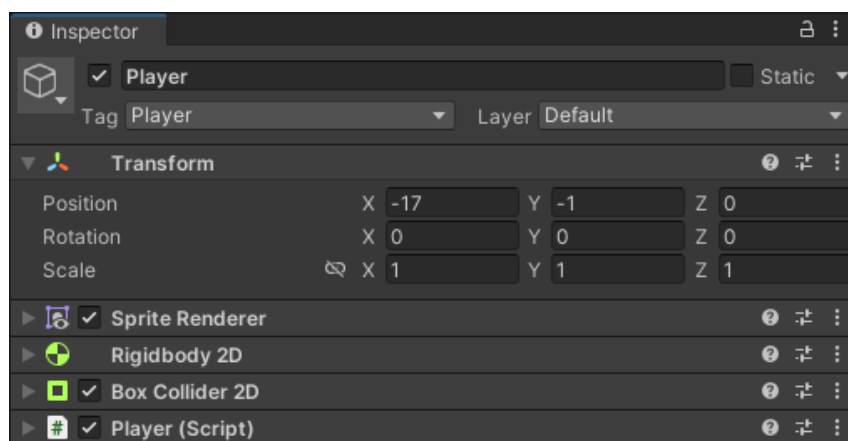 Inspector
Player Static
Tag Player Layer Default
Transform
Position X -17 Y -1 Z 0
Rotation X 0 Y 0 Z 0
Scale X 1 Y 1 Z 1
Sprite Renderer
Rigidbody 2D
Box Collider 2D
# Player (Script)